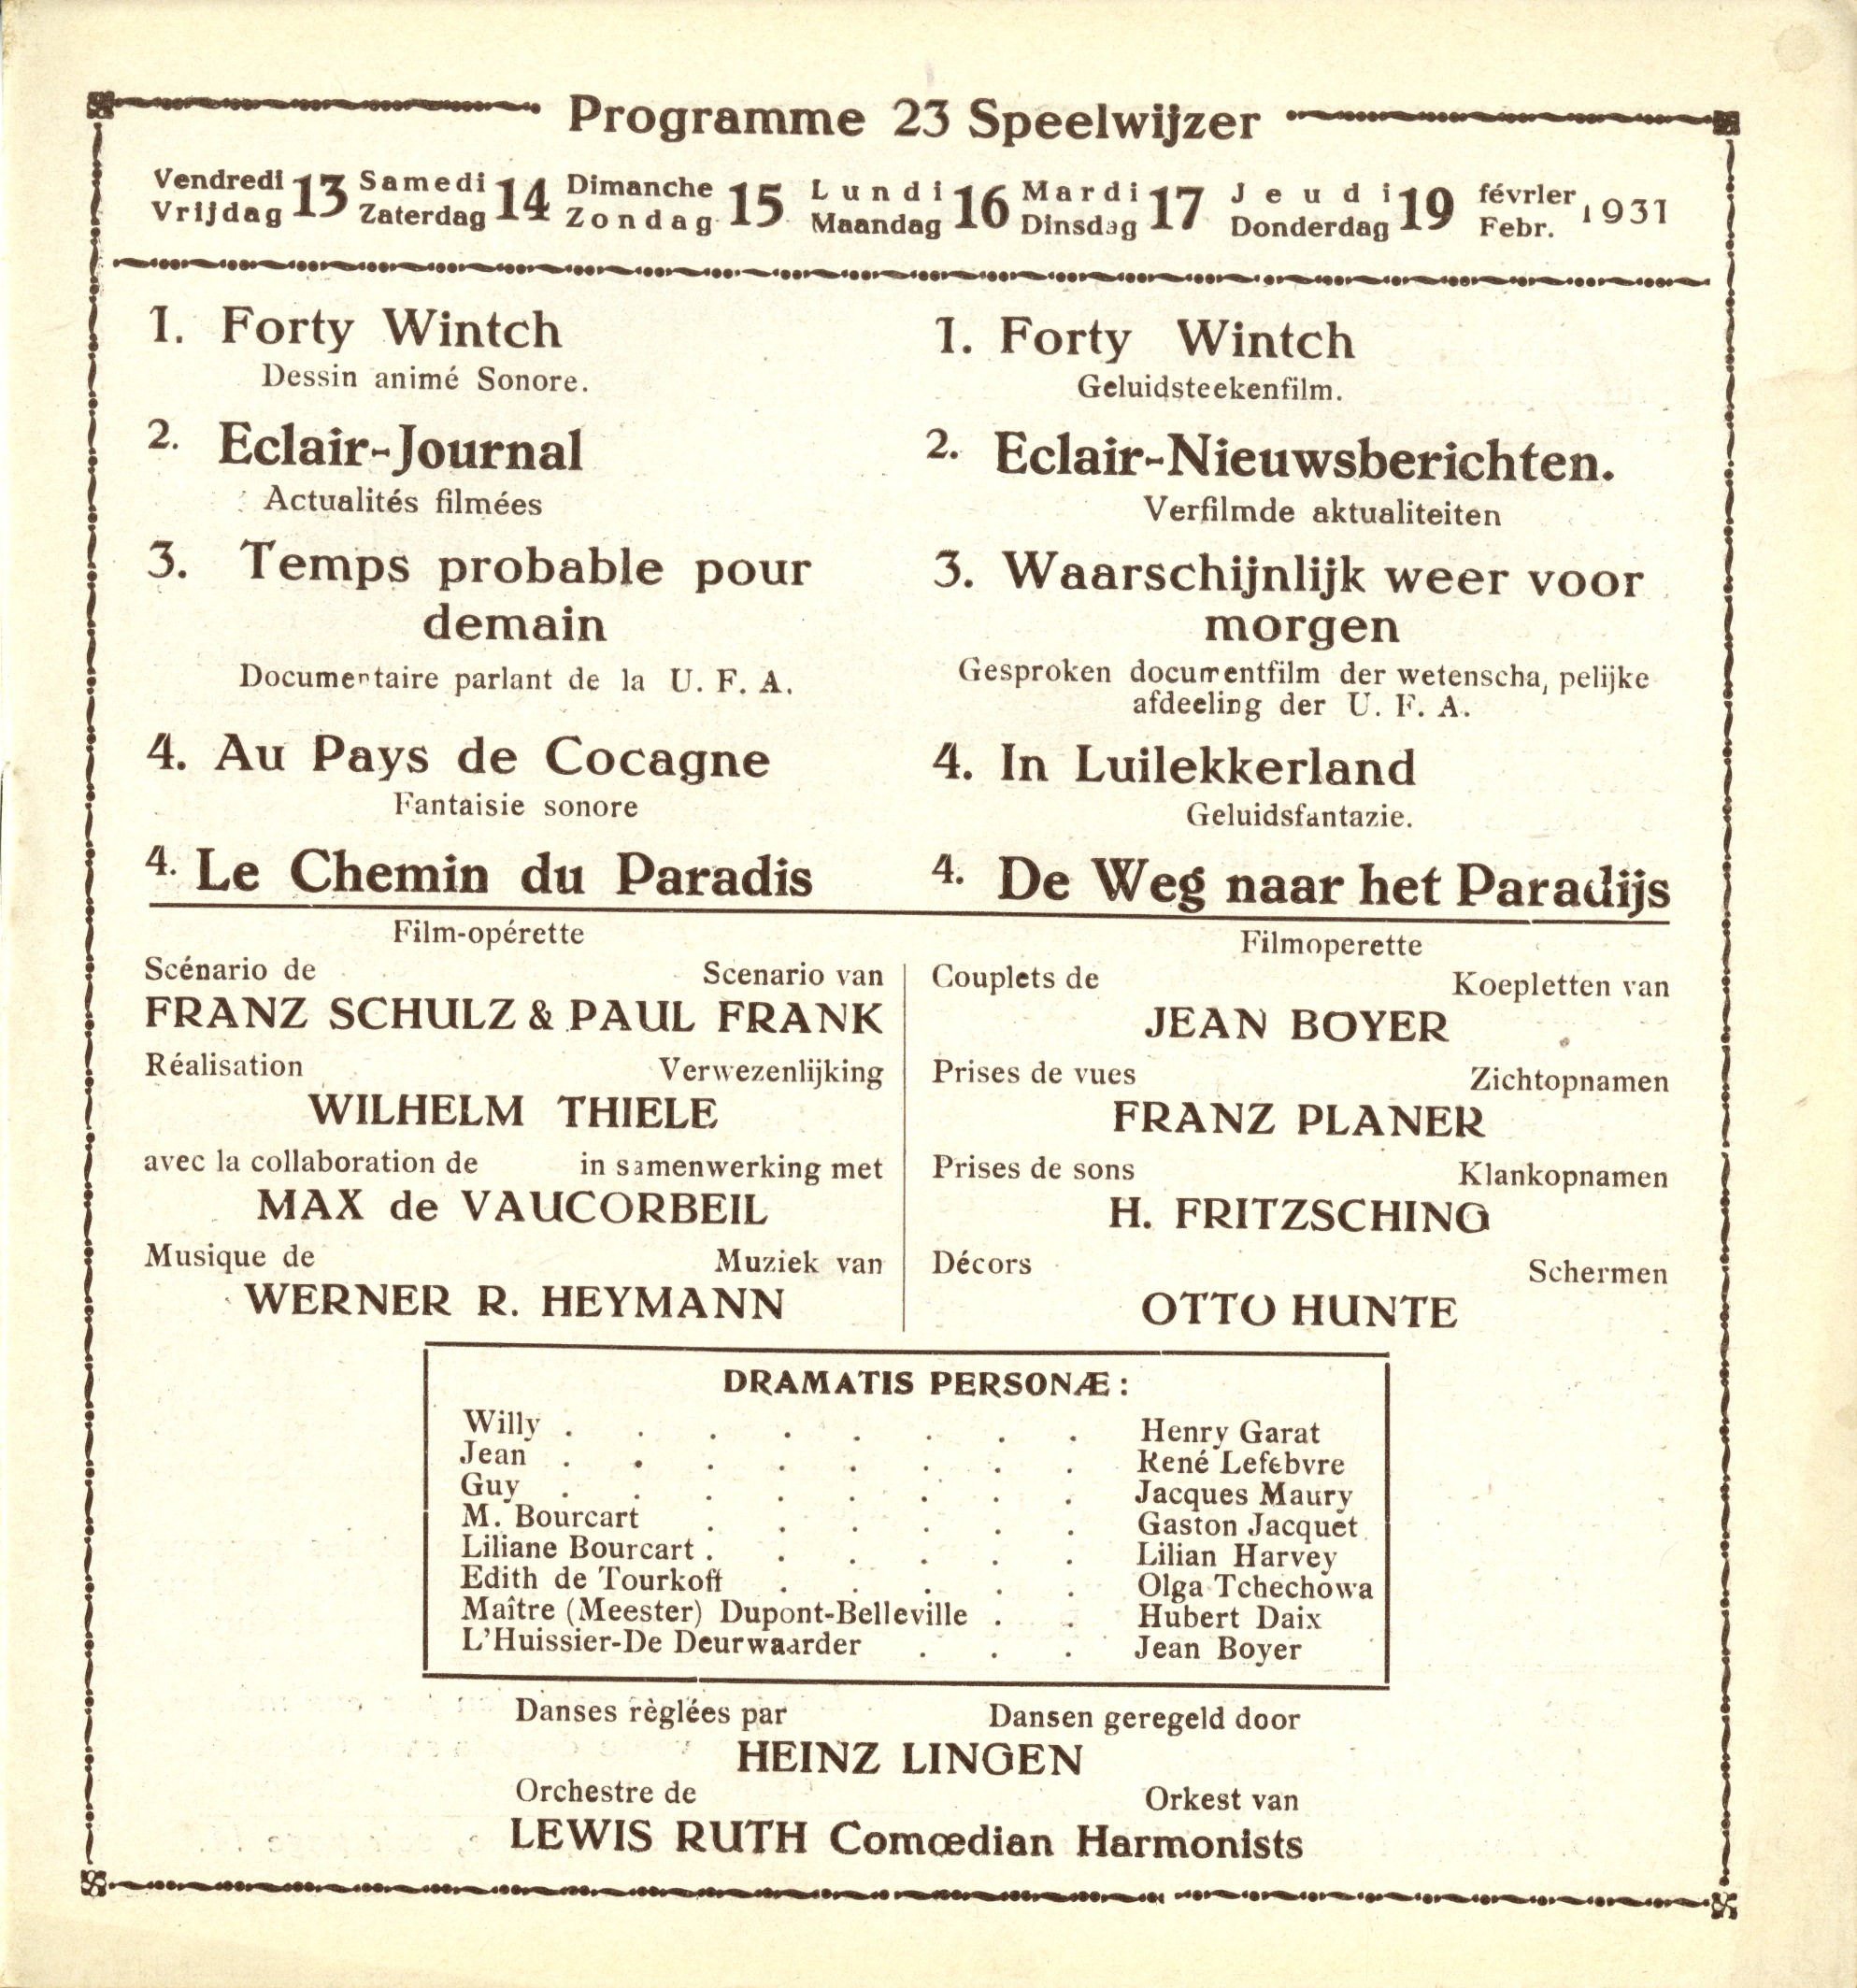 Programme 23 Speelwijzer
Vendredi 13 Samedi 14 Dimanche 15 Lundi 16 Mardi 17 Jeudi 19 février 1931
Vrijdag Zaterdag Zondag Maandag Dinsdag Donderdag Febr.
1. Forty Wintch
Dessin animé Sonore.
2. Eclair-Journal
Actualités filmées
3. Temps probable pour
demain
Documentaire parlant de la U. F. A.
4. Au Pays de Cocagne
Fantaisie sonore
4. Le Chemin du Paradis
Film-opérette
1. Forty Wintch
Geluidsteekenfilm.
2. Eclair-Nieuwsberichten.
Verfilmde aktualiteiten
3. Waarschijnlijk weer voor
morgen
Gesproken documentfilm der wetenscha, pelijke
afdeeling der U. F. A.
4. In Luilekkerland
Geluidsfantazie.
4. De Weg naar het Paradijs
Filmoperette
Scénario de Scenario van
FRANZ SCHULZ & PAUL FRANK
Réalisation Verwezenlijking
WILHELM THIELE
avec la collaboration de in samenwerking met
MAX de VAUCORBEIL
Musique de Muziek van
WERNER R. HEYMANN
Couplets de Koepletten van
JEAN BOYER
Prises de vues Zichtopnamen
FRANZ PLANER
Prises de sons Klankopnamen
H. FRITZSCHING
Décors Schermen
OTTO HUNTE
DRAMATIS PERSONÆ :
Willy . . . . . . . . Henry Garat
Jean . . . . . . . . René Lefebvre
Guy . . . . . . . . Jacques Maury
M. Bourcart . . . . . . Gaston Jacquet
Liliane Bourcart . . . . . . Lilian Harvey
Edith de Tourkoff . . . . . Olga Tchechowa
Maître (Meester) Dupont-Belleville . . Hubert Daix
L'Huissier-De Deurwaarder . . . Jean Boyer
Danses règlées par Dansen geregeld door
HEINZ LINGEN
Orchestre de Orkest van
LEWIS RUTH Comœdian Harmonists